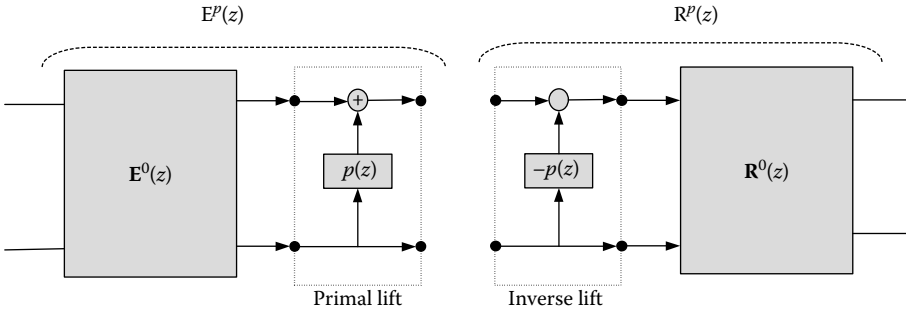 E^p(z)
R^p(z)
+
E^0(z)
p(z)
−p(z)
R^0(z)
Primal lift
Inverse lift